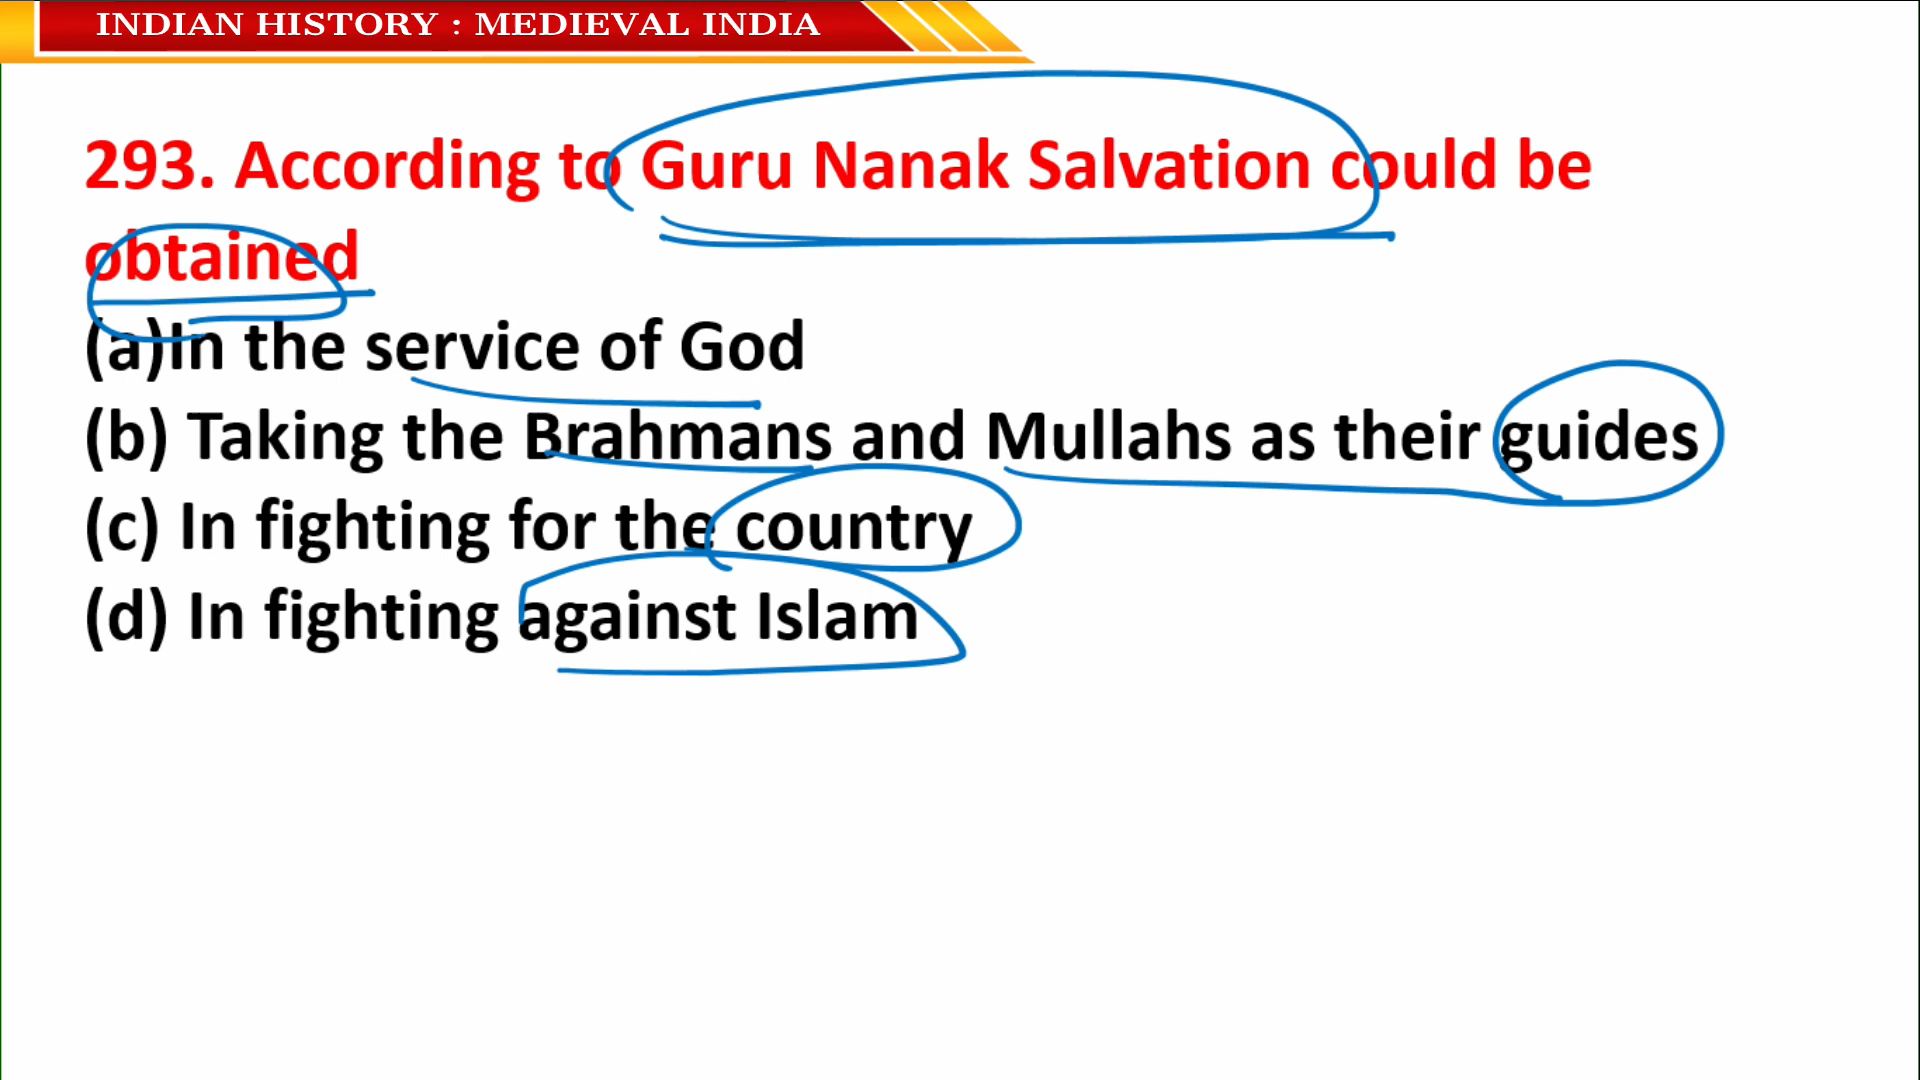 INDIAN HISTORY : MEDIEVAL INDIA
293. According to Guru Nanak Salvation could be
obtained
(a)In the service of God
(b) Taking the Brahmans and Mullahs as their guides
(c) In fighting for the country
(d) In fighting against Islam